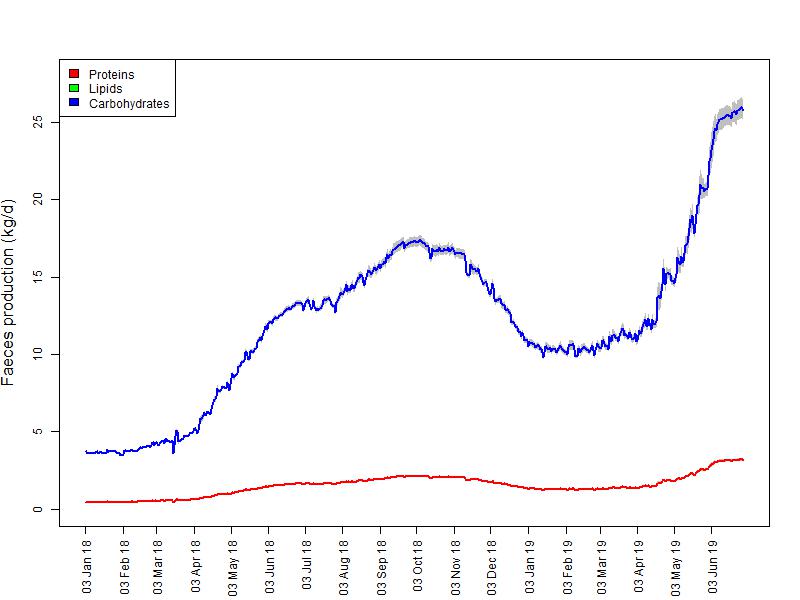 Proteins
Lipids
Carbohydrates
Faeces production (kg/d)
25
20
15
10
5
0
03 Jan 18
03 Feb 18
03 Mar 18
03 Apr 18
03 May 18
03 Jun 18
03 Jul 18
03 Aug 18
03 Sep 18
03 Oct 18
03 Nov 18
03 Dec 18
03 Jan 19
03 Feb 19
03 Mar 19
03 Apr 19
03 May 19
03 Jun 19